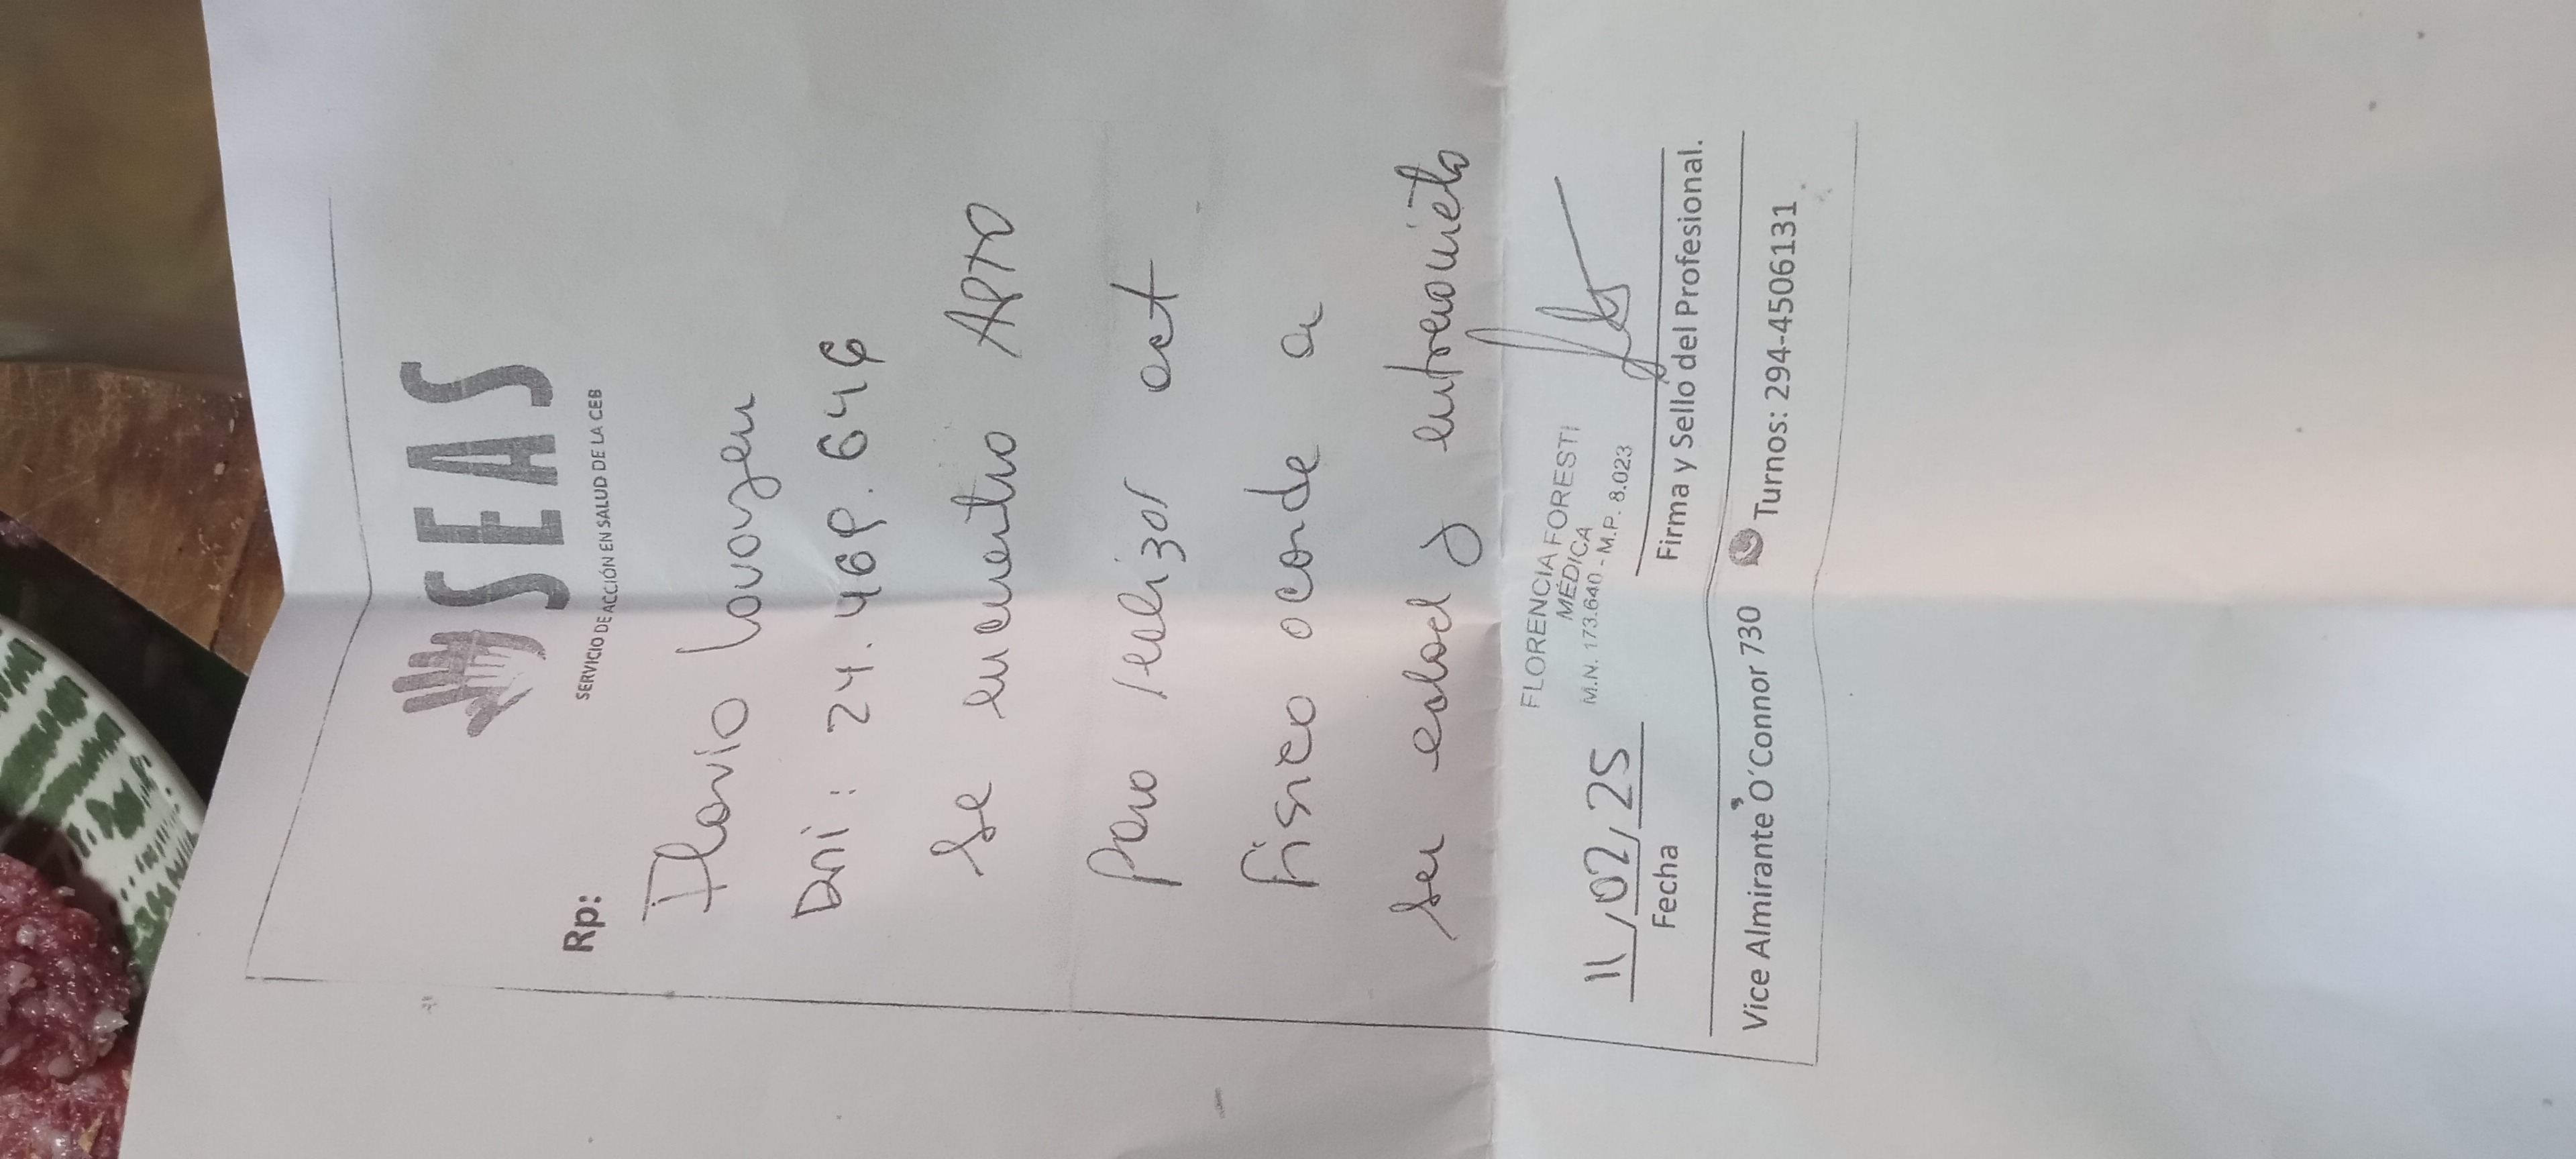 SEAS
SERVICIO DE ACCIÓN EN SALUD DE LA CEB
Rp:
Flavio Lavayen
Dni: 24.469.646
Se encuentra APTO
para realizar act
física acorde a
su edad y entrenamieto
FLORENCIA FORESTI
MÉDICA
M.N. 173.640 - M.P. 8.023
11/02/25
Fecha
Firma y Sello del Profesional.
Vice Almirante O'Connor 730
Turnos: 294-4506131